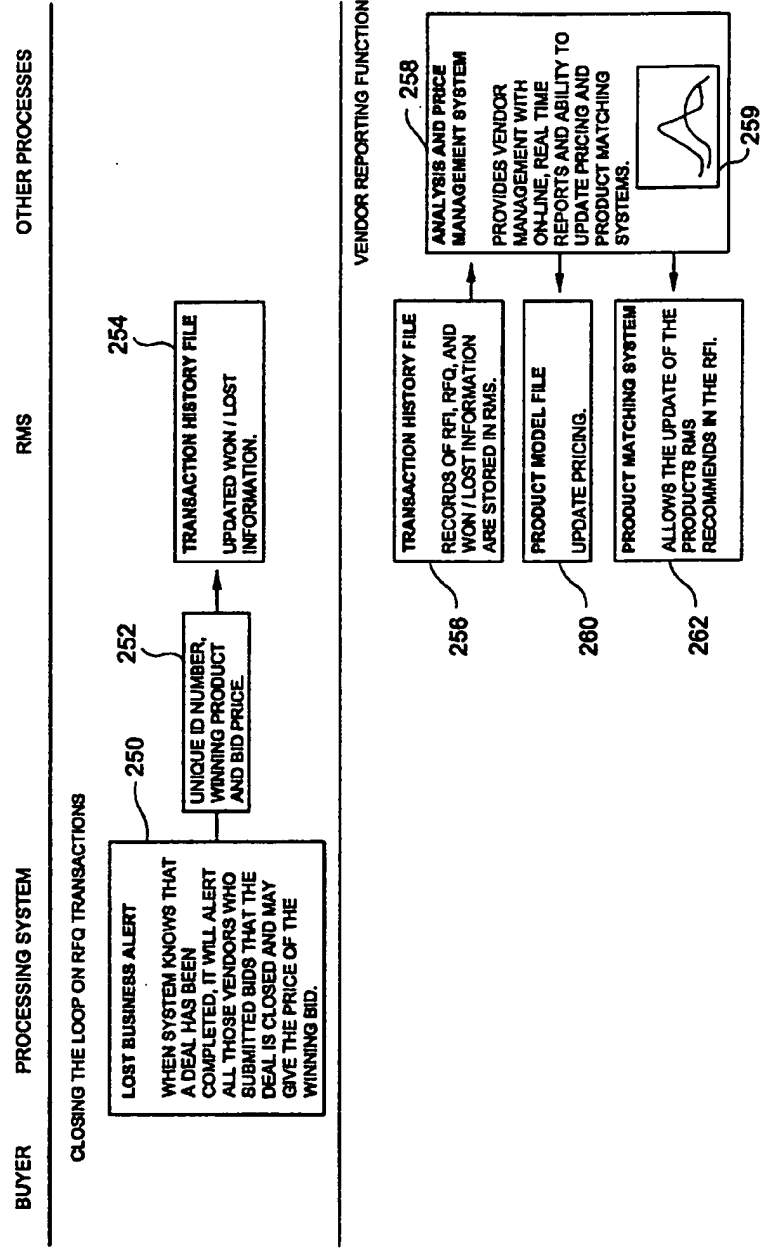 BUYER
PROCESSING SYSTEM
RMS
OTHER PROCESSES
CLOSING THE LOOP ON RFQ TRANSACTIONS
250
LOST BUSINESS ALERT
WHEN SYSTEM KNOWS THAT
A DEAL HAS BEEN
COMPLETED, IT WILL ALERT
ALL THOSE VENDORS WHO
SUBMITTED BIDS THAT THE
DEAL IS CLOSED AND MAY
GIVE THE PRICE OF THE
WINNING BID.
252
UNIQUE ID NUMBER,
WINNING PRODUCT
AND BID PRICE.
254
TRANSACTION HISTORY FILE
UPDATED WON / LOST
INFORMATION.
VENDOR REPORTING FUNCTION
256
TRANSACTION HISTORY FILE
RECORDS OF RFI, RFQ, AND
WON / LOST INFORMATION
ARE STORED IN RMS.
258
ANALYSIS AND PRICE
MANAGEMENT SYSTEM
PROVIDES VENDOR
MANAGEMENT WITH
ON-LINE, REAL TIME
REPORTS AND ABILITY TO
UPDATE PRICING AND
PRODUCT MATCHING
SYSTEMS.
259
260
PRODUCT MODEL FILE
UPDATE PRICING.
262
PRODUCT MATCHING SYSTEM
ALLOWS THE UPDATE OF THE
PRODUCTS RMS
RECOMMENDS IN THE RFI.